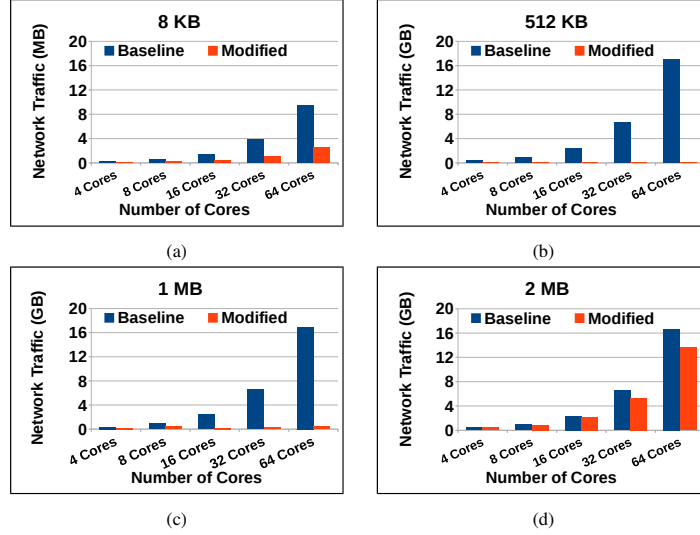 8 KB
Network Traffic (MB)
20
16
12
8
4
0
Baseline Modified
4 Cores 8 Cores 16 Cores 32 Cores 64 Cores
Number of Cores
(a)
512 KB
Network Traffic (GB)
20
16
12
8
4
0
Baseline Modified
4 Cores 8 Cores 16 Cores 32 Cores 64 Cores
Number of Cores
(b)
1 MB
Network Traffic (GB)
20
16
12
8
4
0
Baseline Modified
4 Cores 8 Cores 16 Cores 32 Cores 64 Cores
Number of Cores
(c)
2 MB
Network Traffic (GB)
20
16
12
8
4
0
Baseline Modified
4 Cores 8 Cores 16 Cores 32 Cores 64 Cores
Number of Cores
(d)